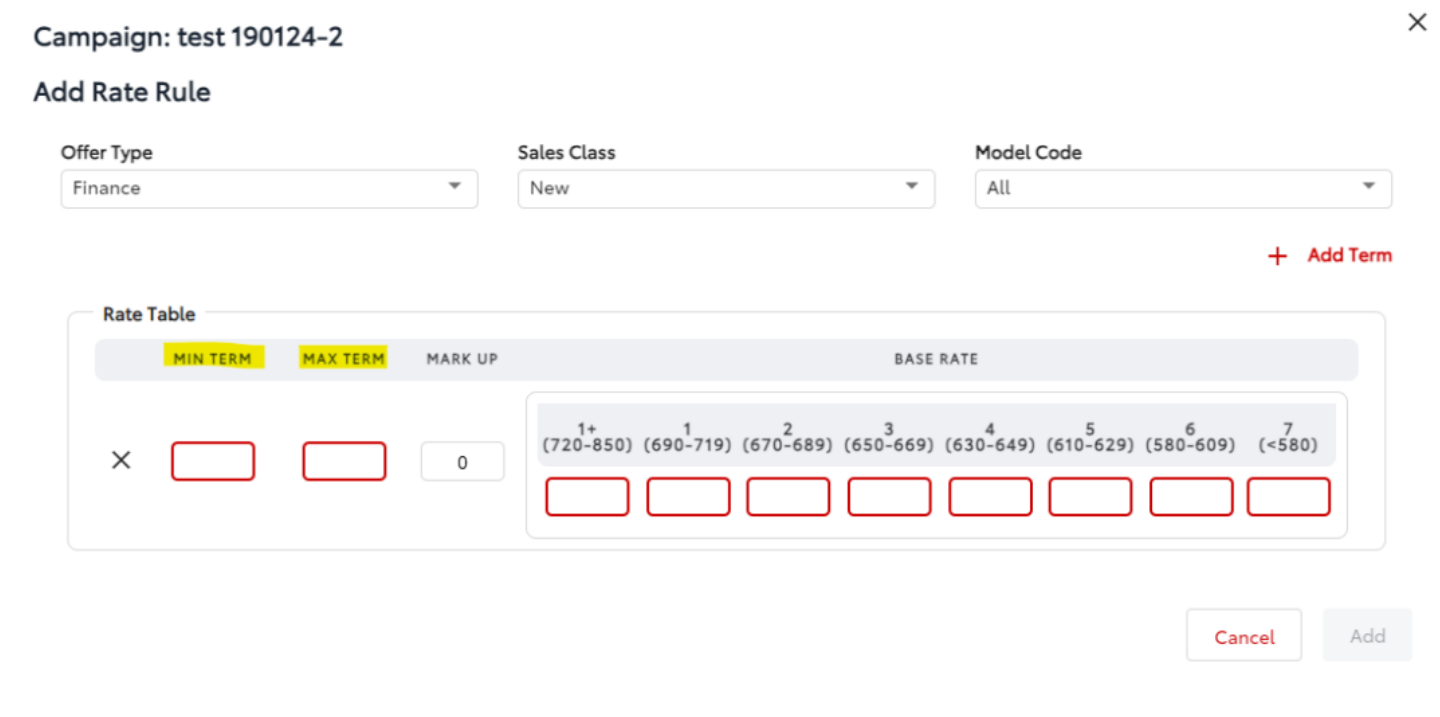 Campaign: test 190124-2
Add Rate Rule
Offer Type Sales Class Model Code
Finance New All
+ Add Term
Rate Table
MIN TERM MAX TERM MARK UP BASE RATE
1+ 1 2 3 4 5 6 7
(720-850) (690-719) (670-689) (650-669) (630-649) (610-629) (580-609) (<580)
0
Cancel Add